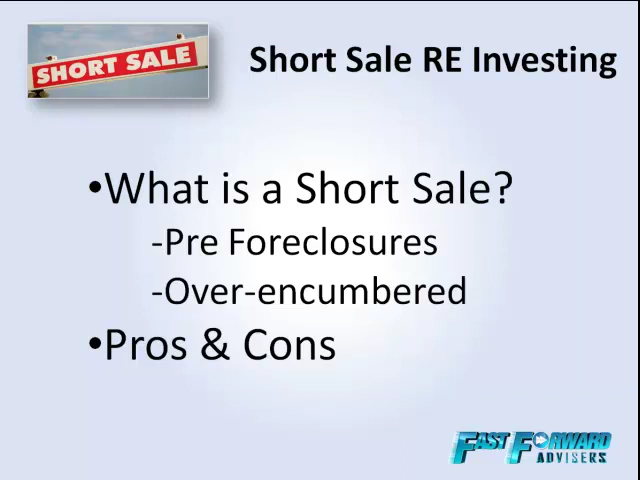 SHORT SALE
Short Sale RE Investing
•What is a Short Sale?
-Pre Foreclosures
-Over-encumbered
•Pros & Cons
FAST FORWARD
ADVISERS